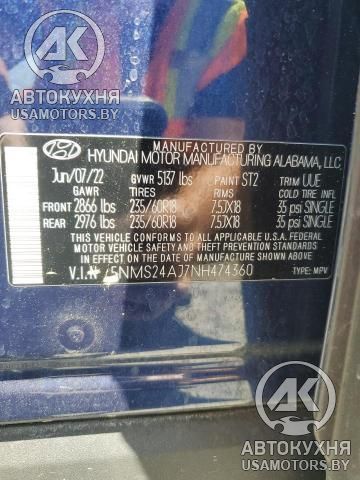 АК
АВТОКУХНЯ
USAMOTORS.BY
MANUFACTURED BY
HYUNDAI MOTOR MANUFACTURING ALABAMA, LLC.
Jun/07/22 GVWR 5137 lbs PAINT ST2 TRIM UUE
GAWR TIRES RIMS COLD TIRE INFL.
FRONT 2866 lbs 235/60R18 7.5JX18 35 psi SINGLE
REAR 2976 lbs 235/60R18 7.5JX18 35 psi SINGLE
THIS VEHICLE CONFORMS TO ALL APPLICABLE
U.S. FEDERAL MOTOR VEHICLE SAFETY, BUMPER,
AND THEFT PREVENTION STANDARDS
IN EFFECT ON THE DATE OF MANUFACTURE SHOWN ABOVE
V.I.N / 5NMS24AJ7NH474360 TYPE: MPV
АК
АВТОКУХНЯ
USAMOTORS.BY